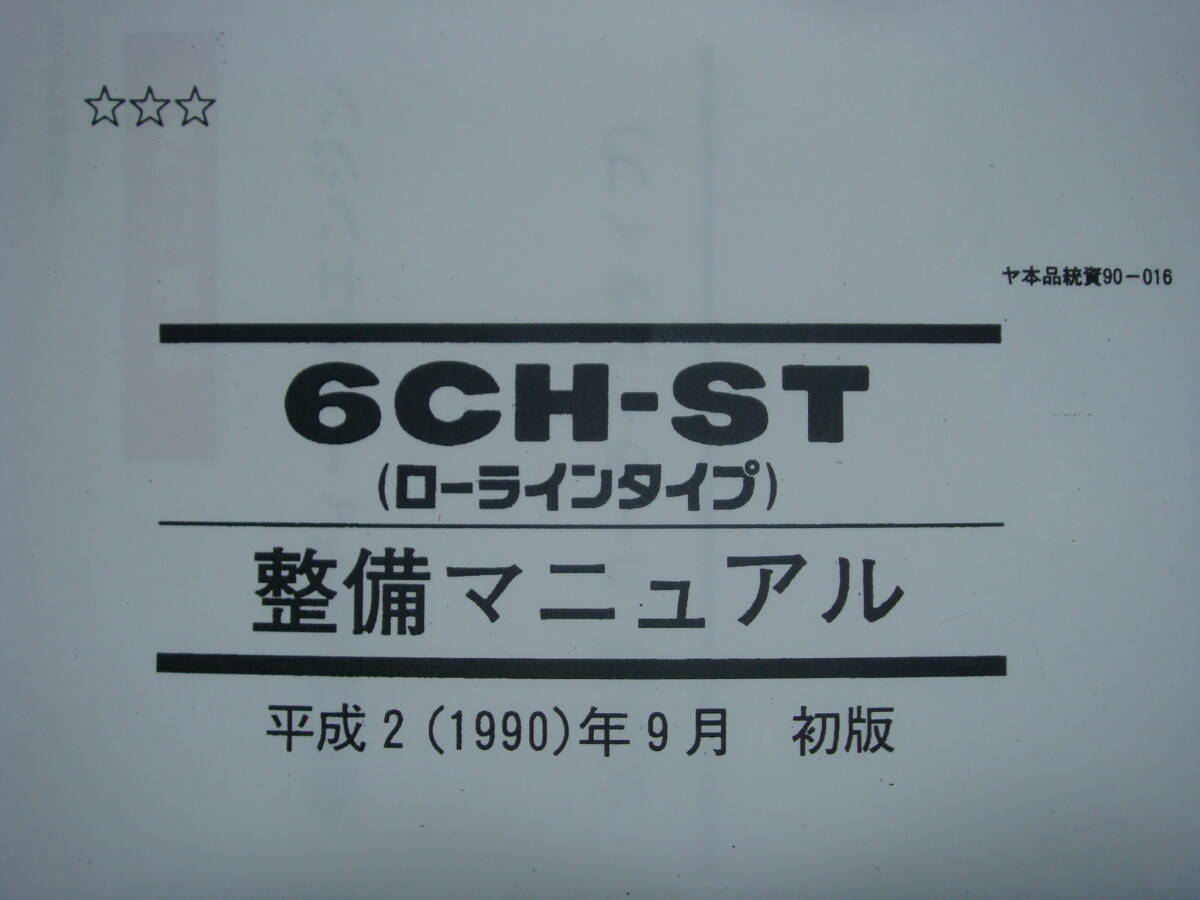 ☆☆☆
ヤ本品統資90-016
6CH-ST
(ローラインタイプ)
整備マニュアル
平成2(1990)年9月 初版